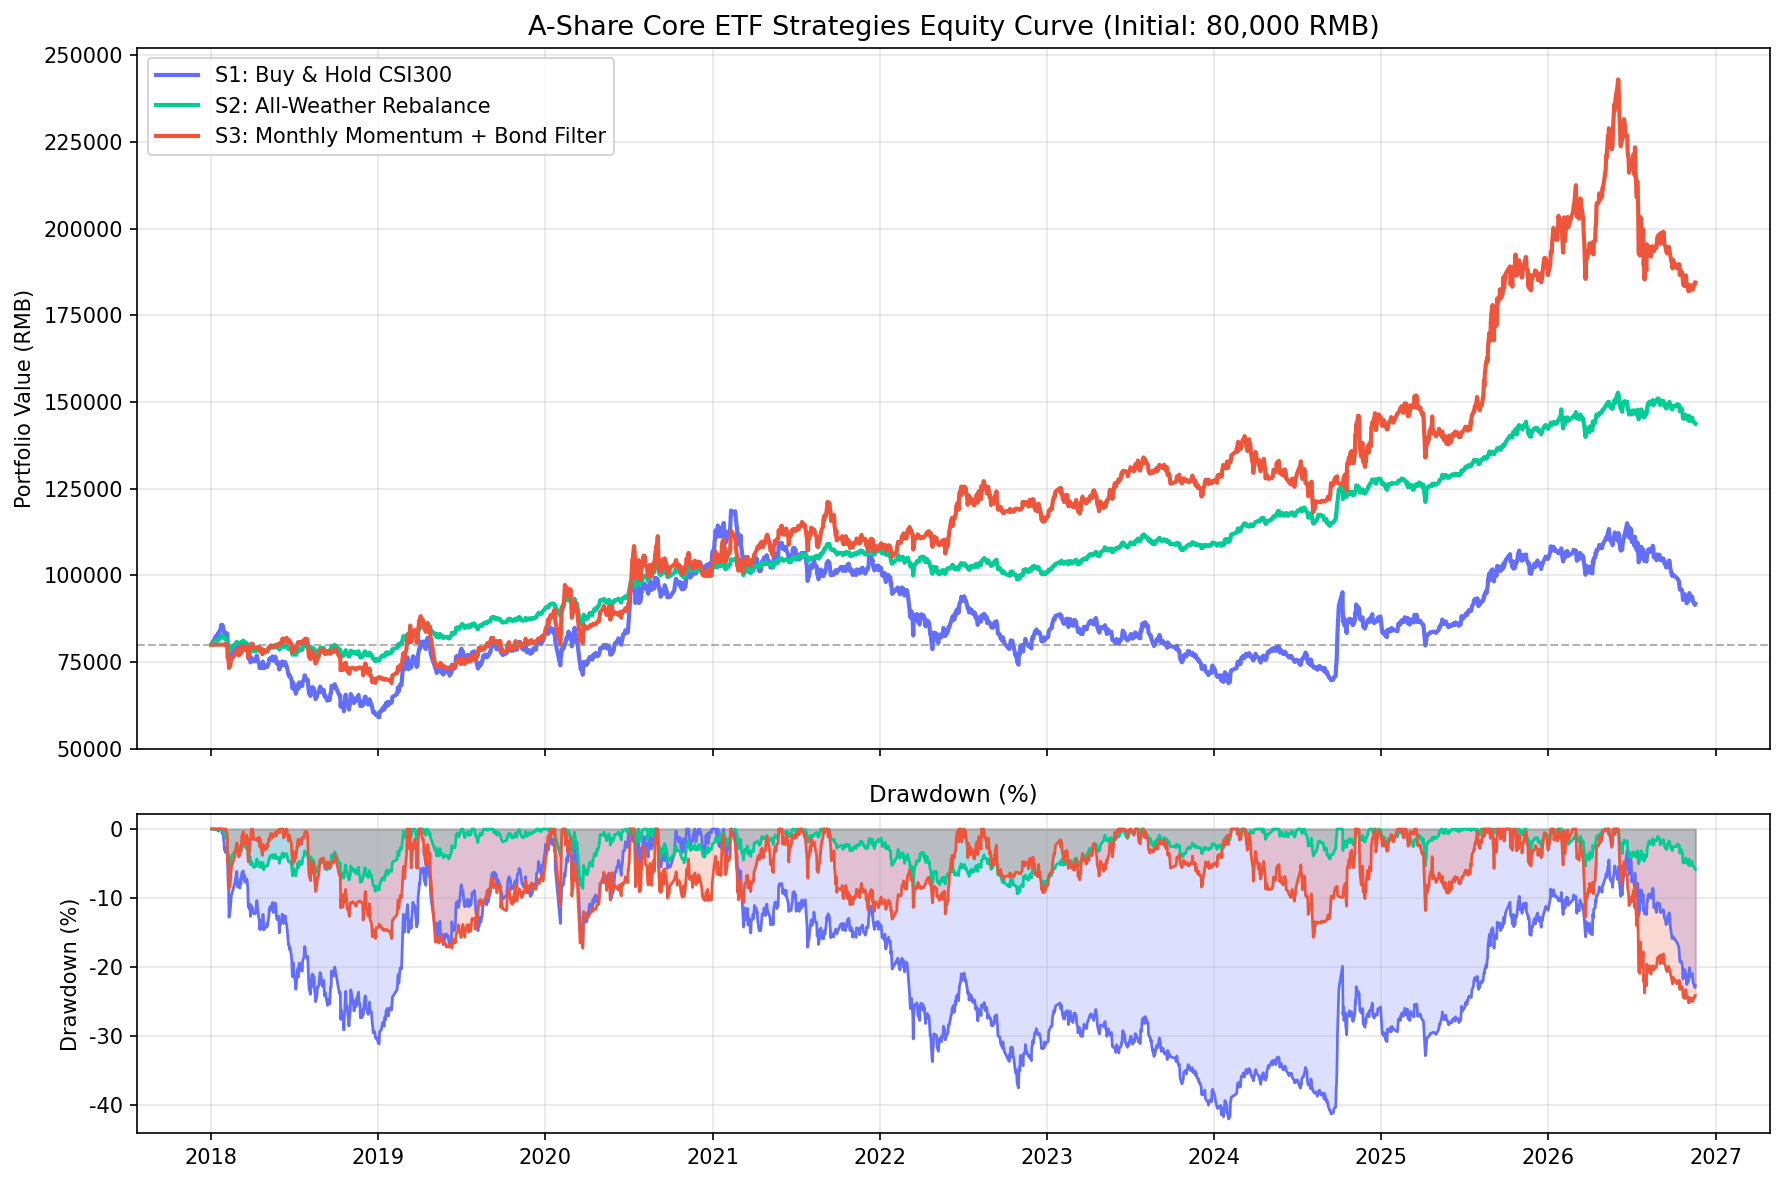 A-Share Core ETF Strategies Equity Curve (Initial: 80,000 RMB)
S1: Buy & Hold CSI300
S2: All-Weather Rebalance
S3: Monthly Momentum + Bond Filter
Portfolio Value (RMB)
250000
225000
200000
175000
150000
125000
100000
75000
50000
Drawdown (%)
Drawdown (%)
0
-10
-20
-30
-40
2018 2019 2020 2021 2022 2023 2024 2025 2026 2027